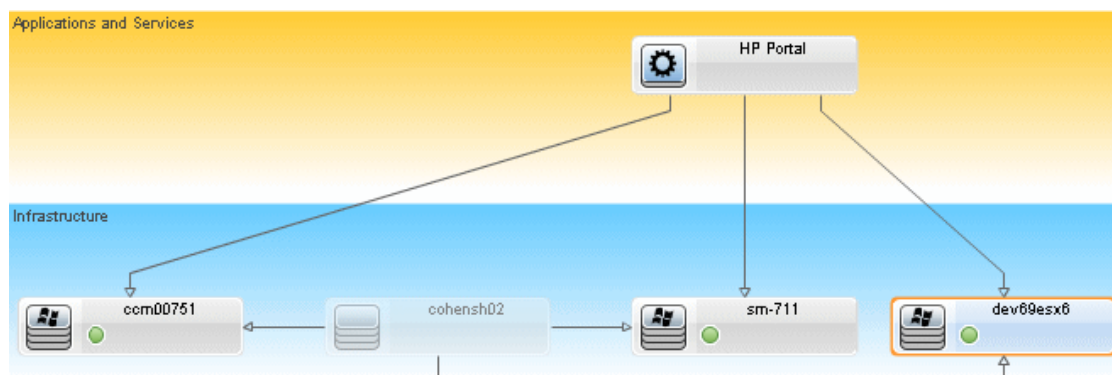 Applications and Services
HP Portal
Infrastructure
ccm00751
cohensh02
sm-711
dev69esx6